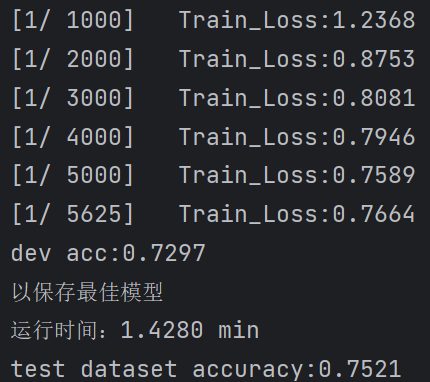 [1/ 1000]   Train_Loss:1.2368
[1/ 2000]   Train_Loss:0.8753
[1/ 3000]   Train_Loss:0.8081
[1/ 4000]   Train_Loss:0.7946
[1/ 5000]   Train_Loss:0.7589
[1/ 5625]   Train_Loss:0.7664
dev acc:0.7297
以保存最佳模型
运行时间：1.4280 min
test dataset accuracy:0.7521